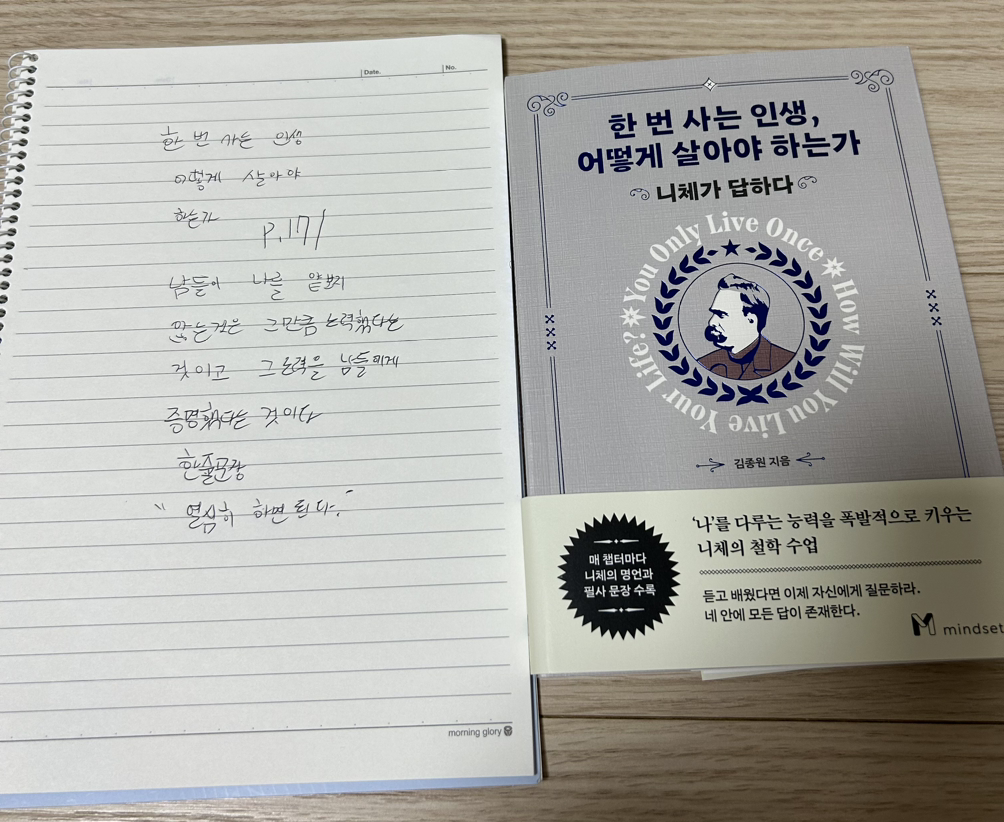 Date.
No.
한 번 사는 인생
어떻게 살아야
하는가
P.171
남들이 나를 얕보지
않는것은 그만큼 노력했다는
것이고 그노력을 남들에게
증명했다는 것이다
한줄문장
"열심히 하면 된다."
morning glory
한 번 사는 인생,
어떻게 살아야 하는가
니체가 답하다
You Only Live Once
How Will You Live Your Life?
김종원 지음
매 챕터마다
니체의 명언과
필사 문장 수록
'나'를 다루는 능력을 폭발적으로 키우는
니체의 철학 수업
듣고 배웠다면 이제 자신에게 질문하라.
네 안에 모든 답이 존재한다.
mindset